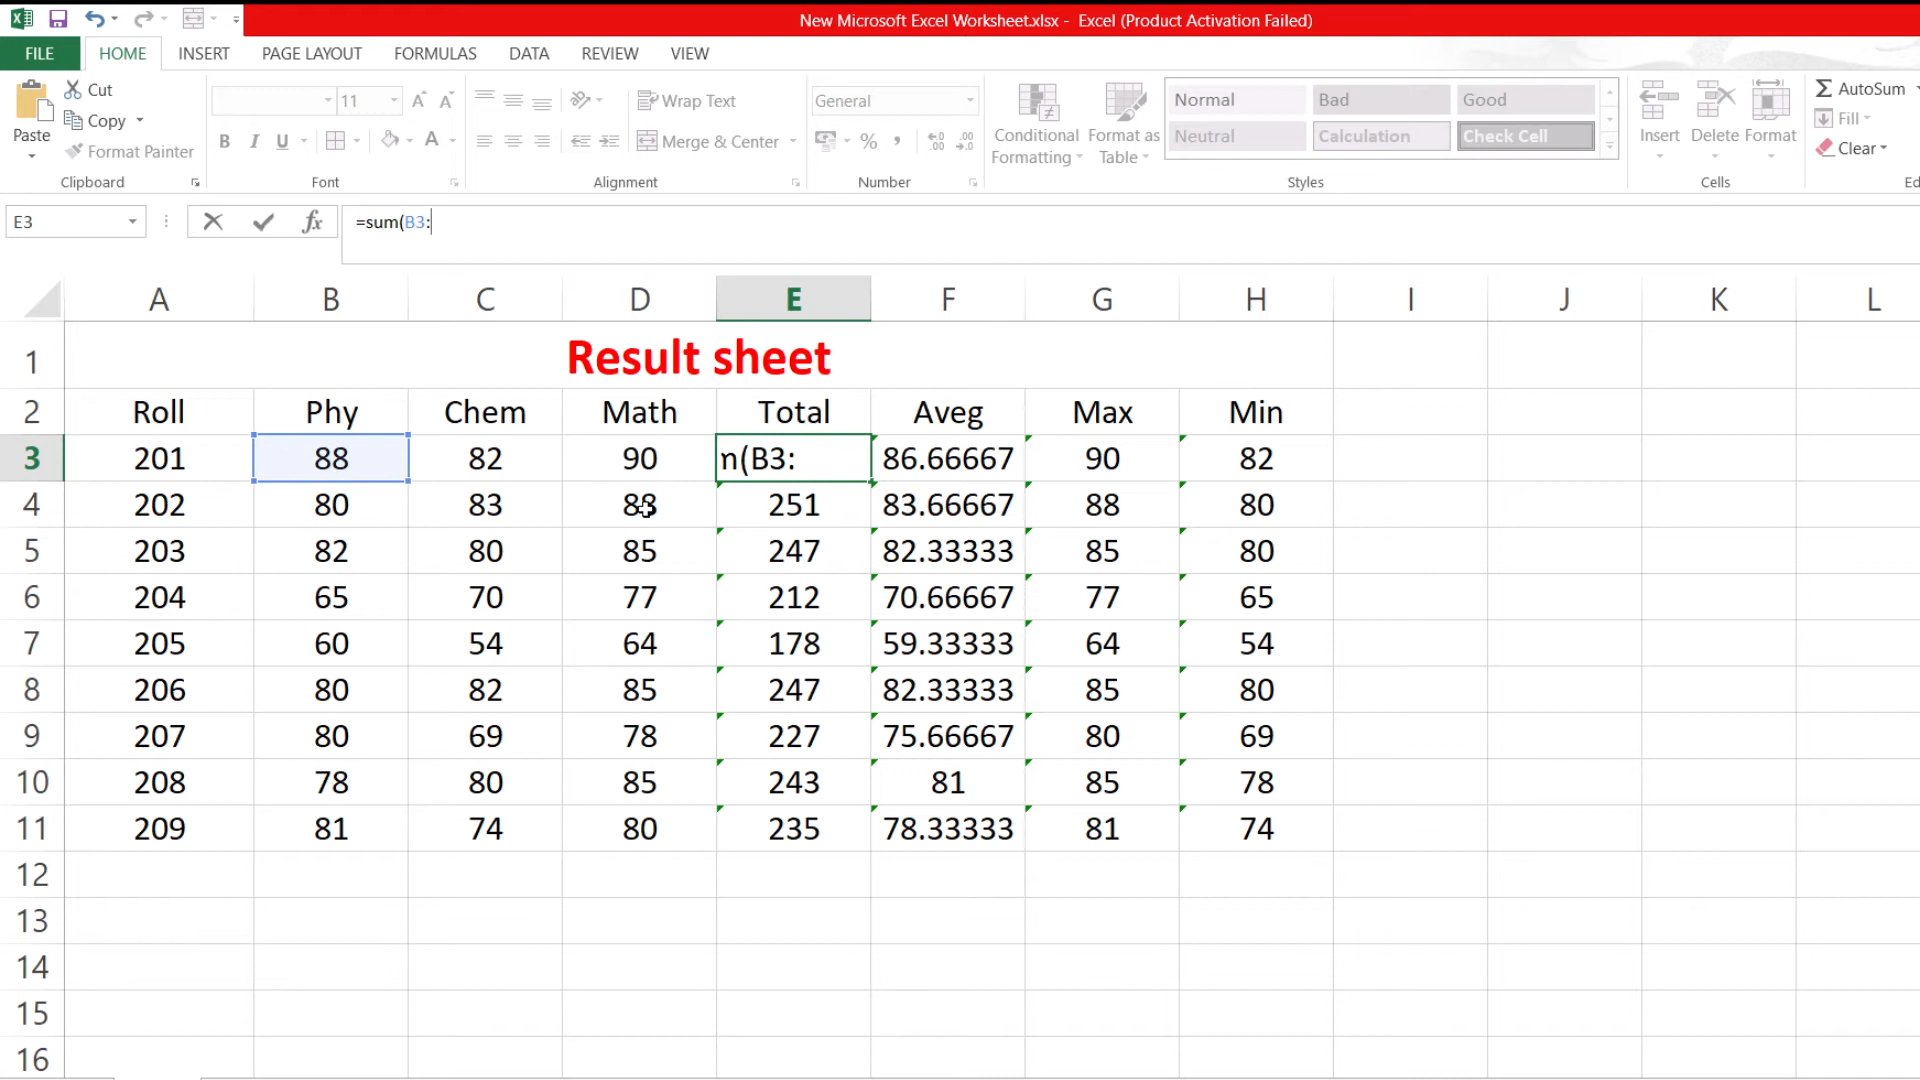 New Microsoft Excel Worksheet.xlsx - Excel (Product Activation Failed)
FILE HOME INSERT PAGE LAYOUT FORMULAS DATA REVIEW VIEW
Paste
Cut
Copy
Format Painter
Clipboard
11
B I U
Font
Wrap Text
Merge & Center
Alignment
General
%
Number
Conditional Formatting
Format as Table
Normal Bad Good
Neutral Calculation Check Cell
Styles
Insert Delete Format
Cells
AutoSum
Fill
Clear
Ed
E3 fx =sum(B3:
A B C D E F G H I J K L
1 Result sheet
2 Roll Phy Chem Math Total Aveg Max Min
3 201 88 82 90 n(B3: 86.66667 90 82
4 202 80 83 88 251 83.66667 88 80
5 203 82 80 85 247 82.33333 85 80
6 204 65 70 77 212 70.66667 77 65
7 205 60 54 64 178 59.33333 64 54
8 206 80 82 85 247 82.33333 85 80
9 207 80 69 78 227 75.66667 80 69
10 208 78 80 85 243 81 85 78
11 209 81 74 80 235 78.33333 81 74
12
13
14
15
16